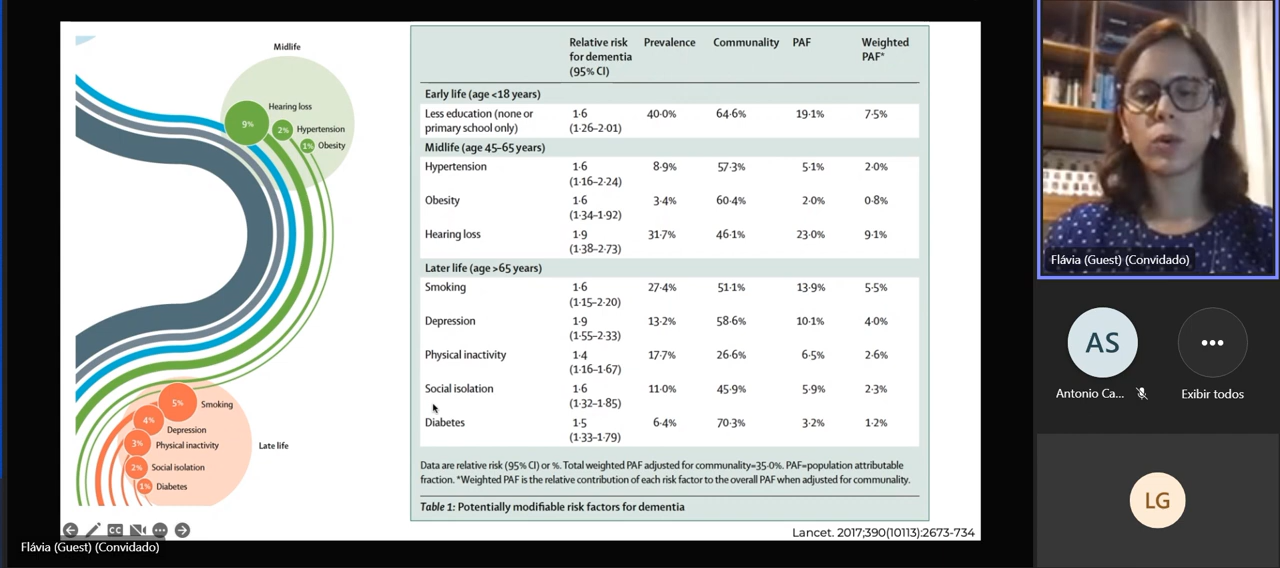 Midlife
Hearing loss
9%
2%
Hypertension
1%
Obesity
5%
Smoking
4%
Depression
3%
Physical inactivity
Late life
2%
Social isolation
1%
Diabetes
Relative risk for dementia (95% CI) Prevalence Communality PAF Weighted PAF*
Early life (age <18 years)
Less education (none or primary school only) 1·6 (1·26–2·01) 40·0% 64·6% 19·1% 7·5%
Midlife (age 45–65 years)
Hypertension 1·6 (1·16–2·24) 8·9% 57·3% 5·1% 2·0%
Obesity 1·6 (1·34–1·92) 3·4% 60·4% 2·0% 0·8%
Hearing loss 1·9 (1·38–2·73) 31·7% 46·1% 23·0% 9·1%
Later life (age >65 years)
Smoking 1·6 (1·15–2·20) 27·4% 51·1% 13·9% 5·5%
Depression 1·9 (1·55–2·33) 13·2% 58·6% 10·1% 4·0%
Physical inactivity 1·4 (1·16–1·67) 17·7% 26·6% 6·5% 2·6%
Social isolation 1·6 (1·32–1·85) 11·0% 45·9% 5·9% 2·3%
Diabetes 1·5 (1·33–1·79) 6·4% 70·3% 3·2% 1·2%
Data are relative risk (95% CI) or %. Total weighted PAF adjusted for communality=35·0%. PAF=population attributable
fraction. *Weighted PAF is the relative contribution of each risk factor to the overall PAF when adjusted for communality.
Table 1: Potentially modifiable risk factors for dementia
Lancet. 2017;390(10113):2673-734
CC
Flávia (Guest) (Convidado)
Flávia (Guest) (Convidado)
AS
Antonio Ca...
Exibir todos
LG